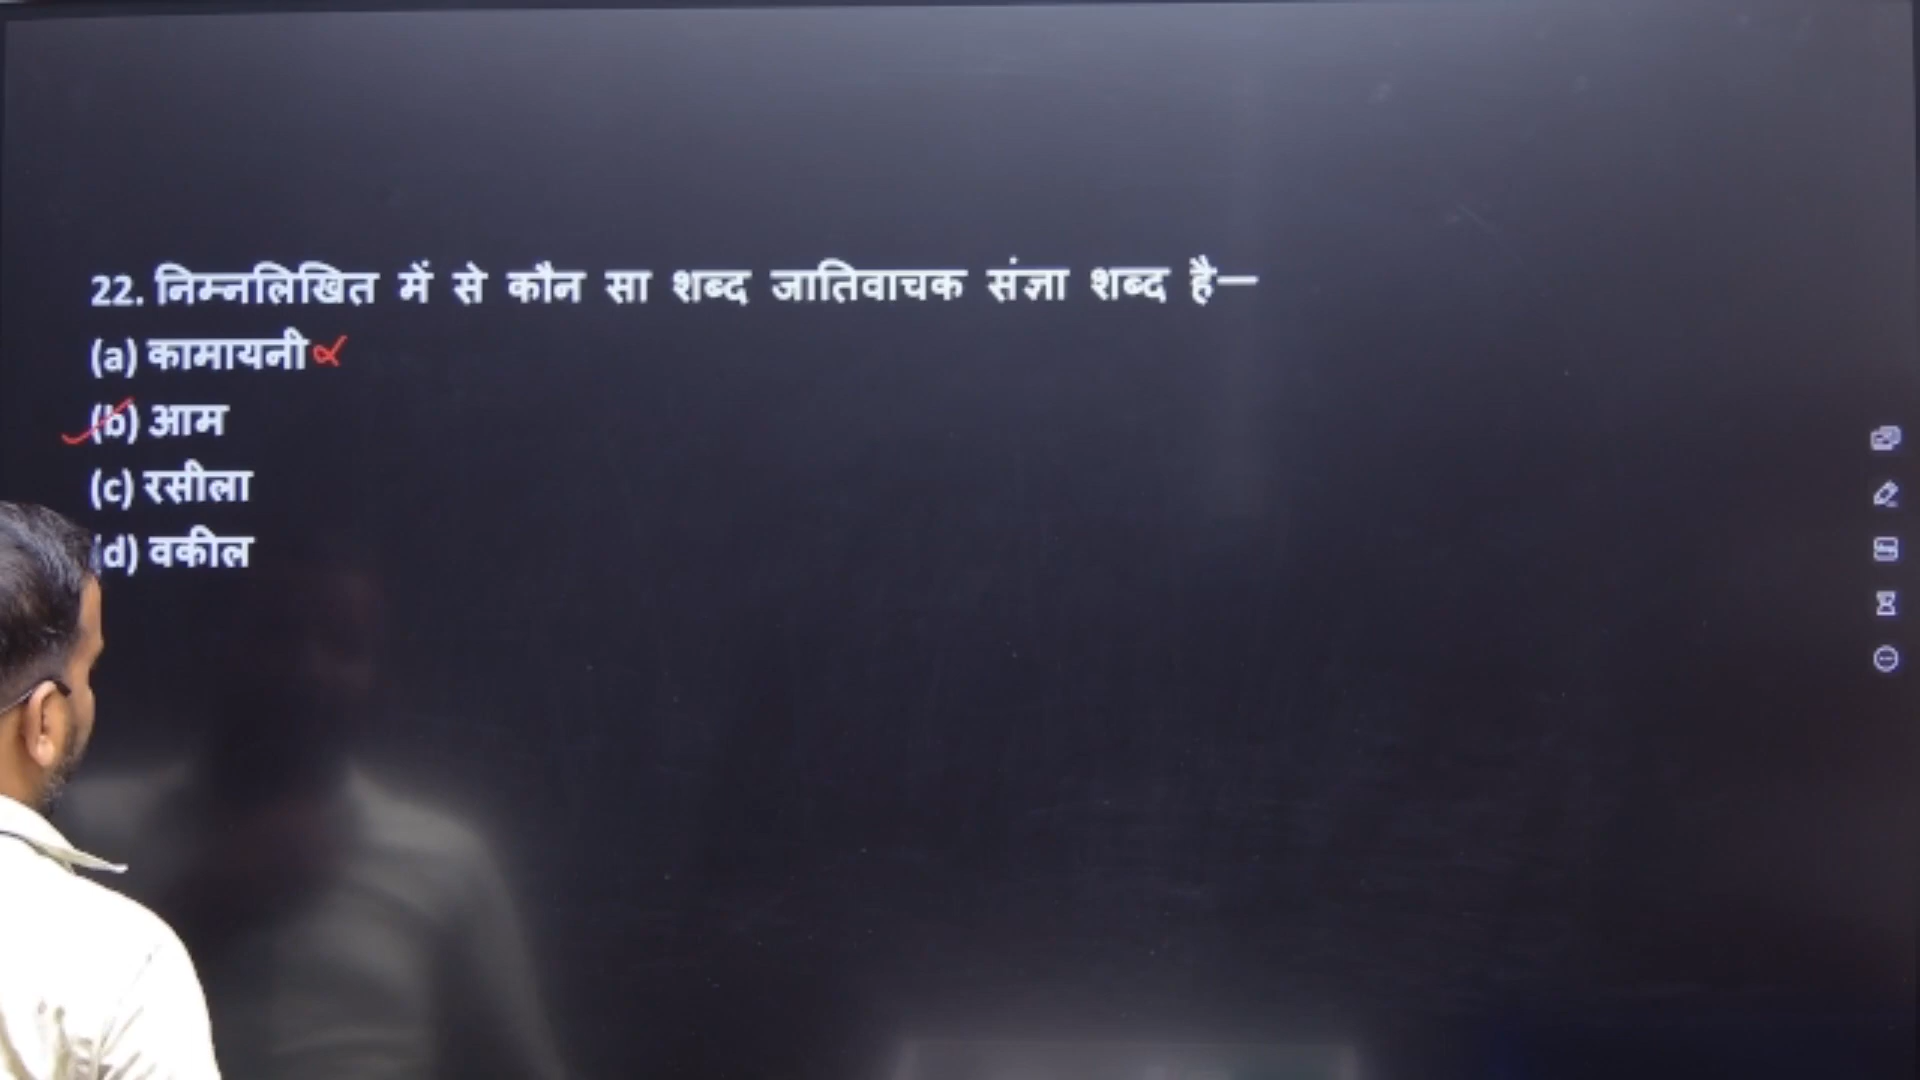 22. निम्नलिखित में से कौन सा शब्द जातिवाचक संज्ञा शब्द है—
(a) कामायनी
(b) आम
(c) रसीला
(d) वकील